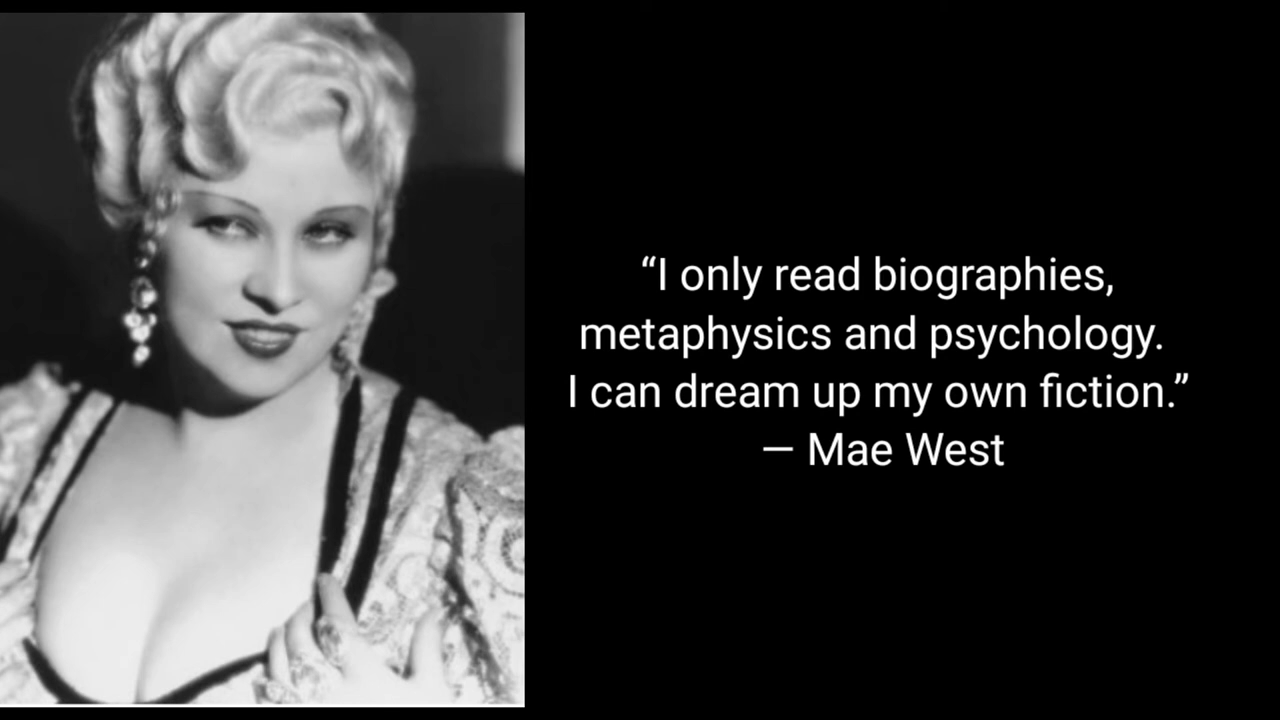 “I only read biographies,
metaphysics and psychology.
I can dream up my own fiction.”
— Mae West